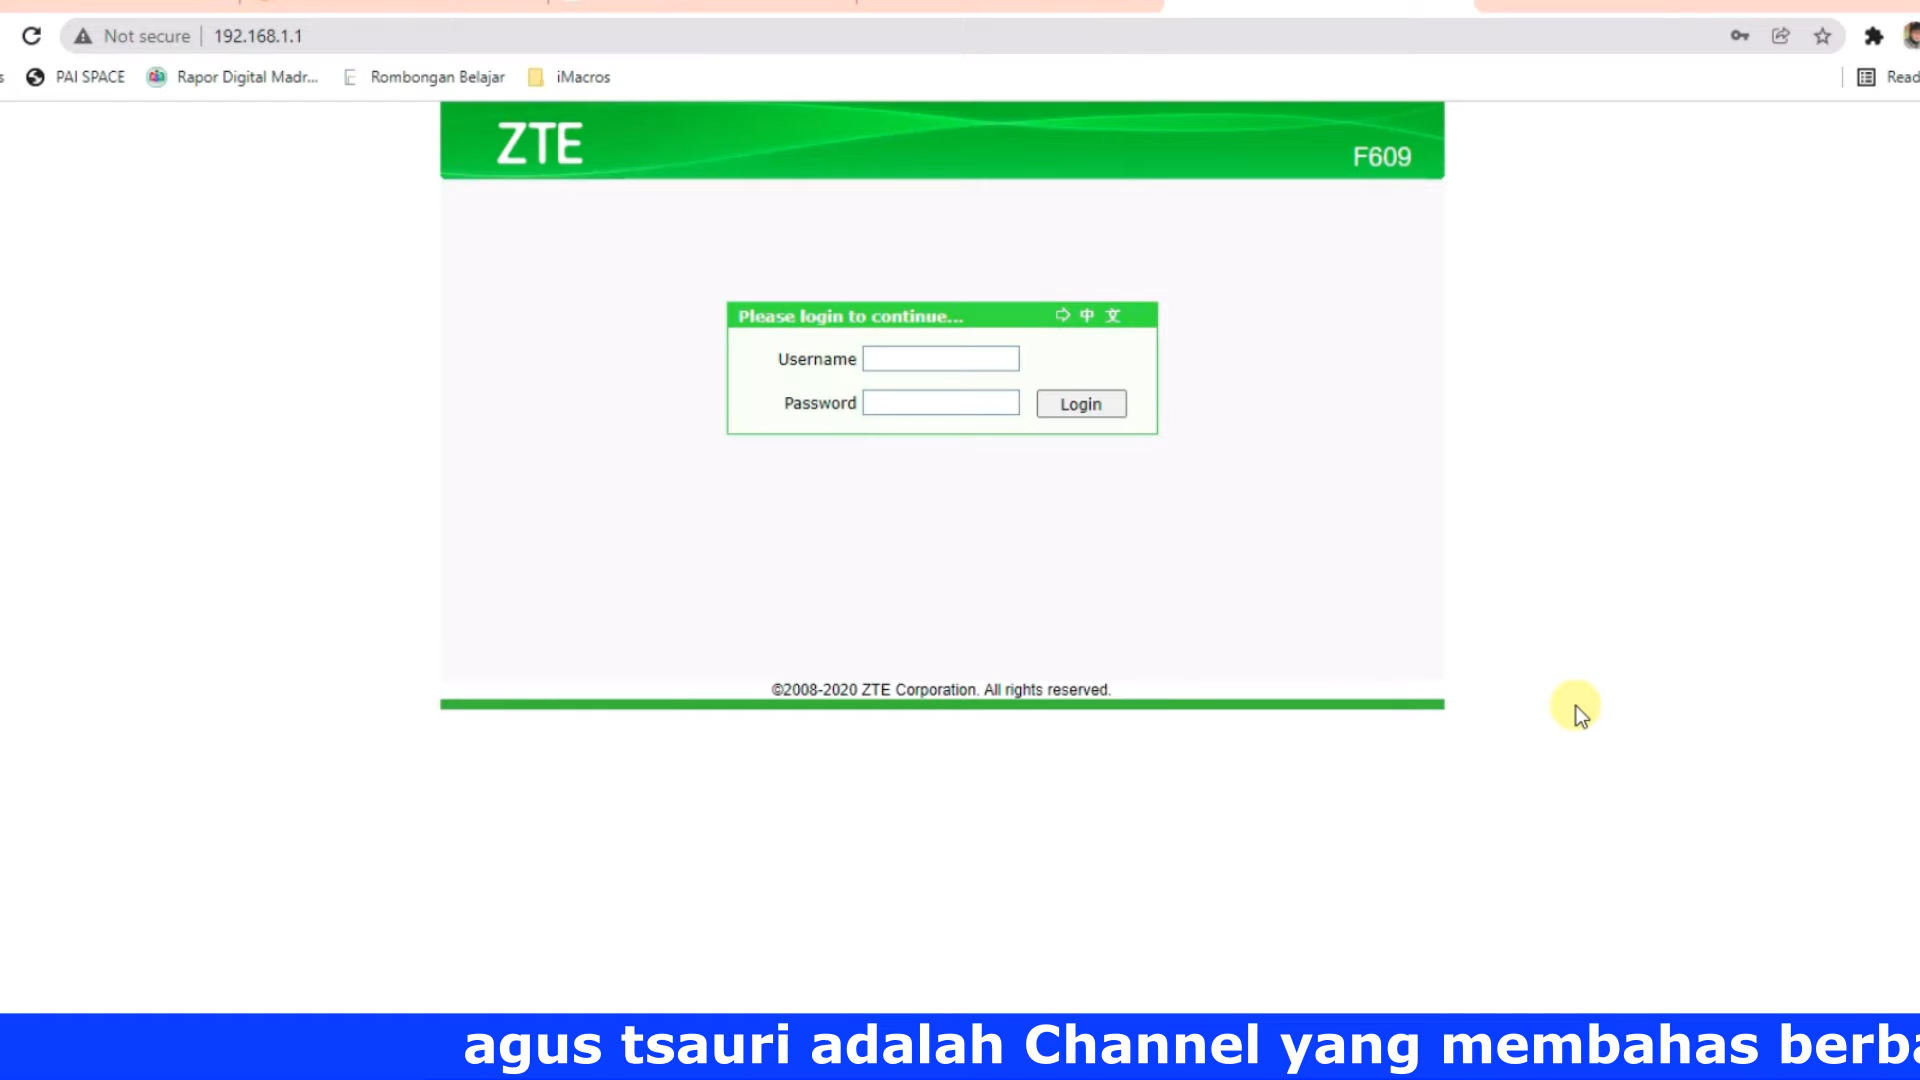 Not secure | 192.168.1.1
PAI SPACE Rapor Digital Madr... Rombongan Belajar iMacros
ZTE
F609
Please login to continue... 中 文
Username
Password Login
©2008-2020 ZTE Corporation. All rights reserved.
agus tsauri adalah Channel yang membahas